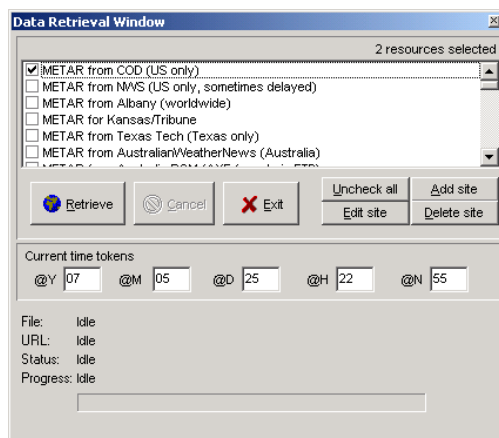 Data Retrieval Window
2 resources selected
METAR from COD (US only)
METAR from NWS (US only, sometimes delayed)
METAR from Albany (worldwide)
METAR for Kansas/Tribune
METAR from Texas Tech (Texas only)
METAR from AustralianWeatherNews (Australia)
Retrieve
Cancel
Exit
Uncheck all
Add site
Edit site
Delete site
Current time tokens
@Y 07 @M 05 @D 25 @H 22 @N 55
File: Idle
URL: Idle
Status: Idle
Progress: Idle